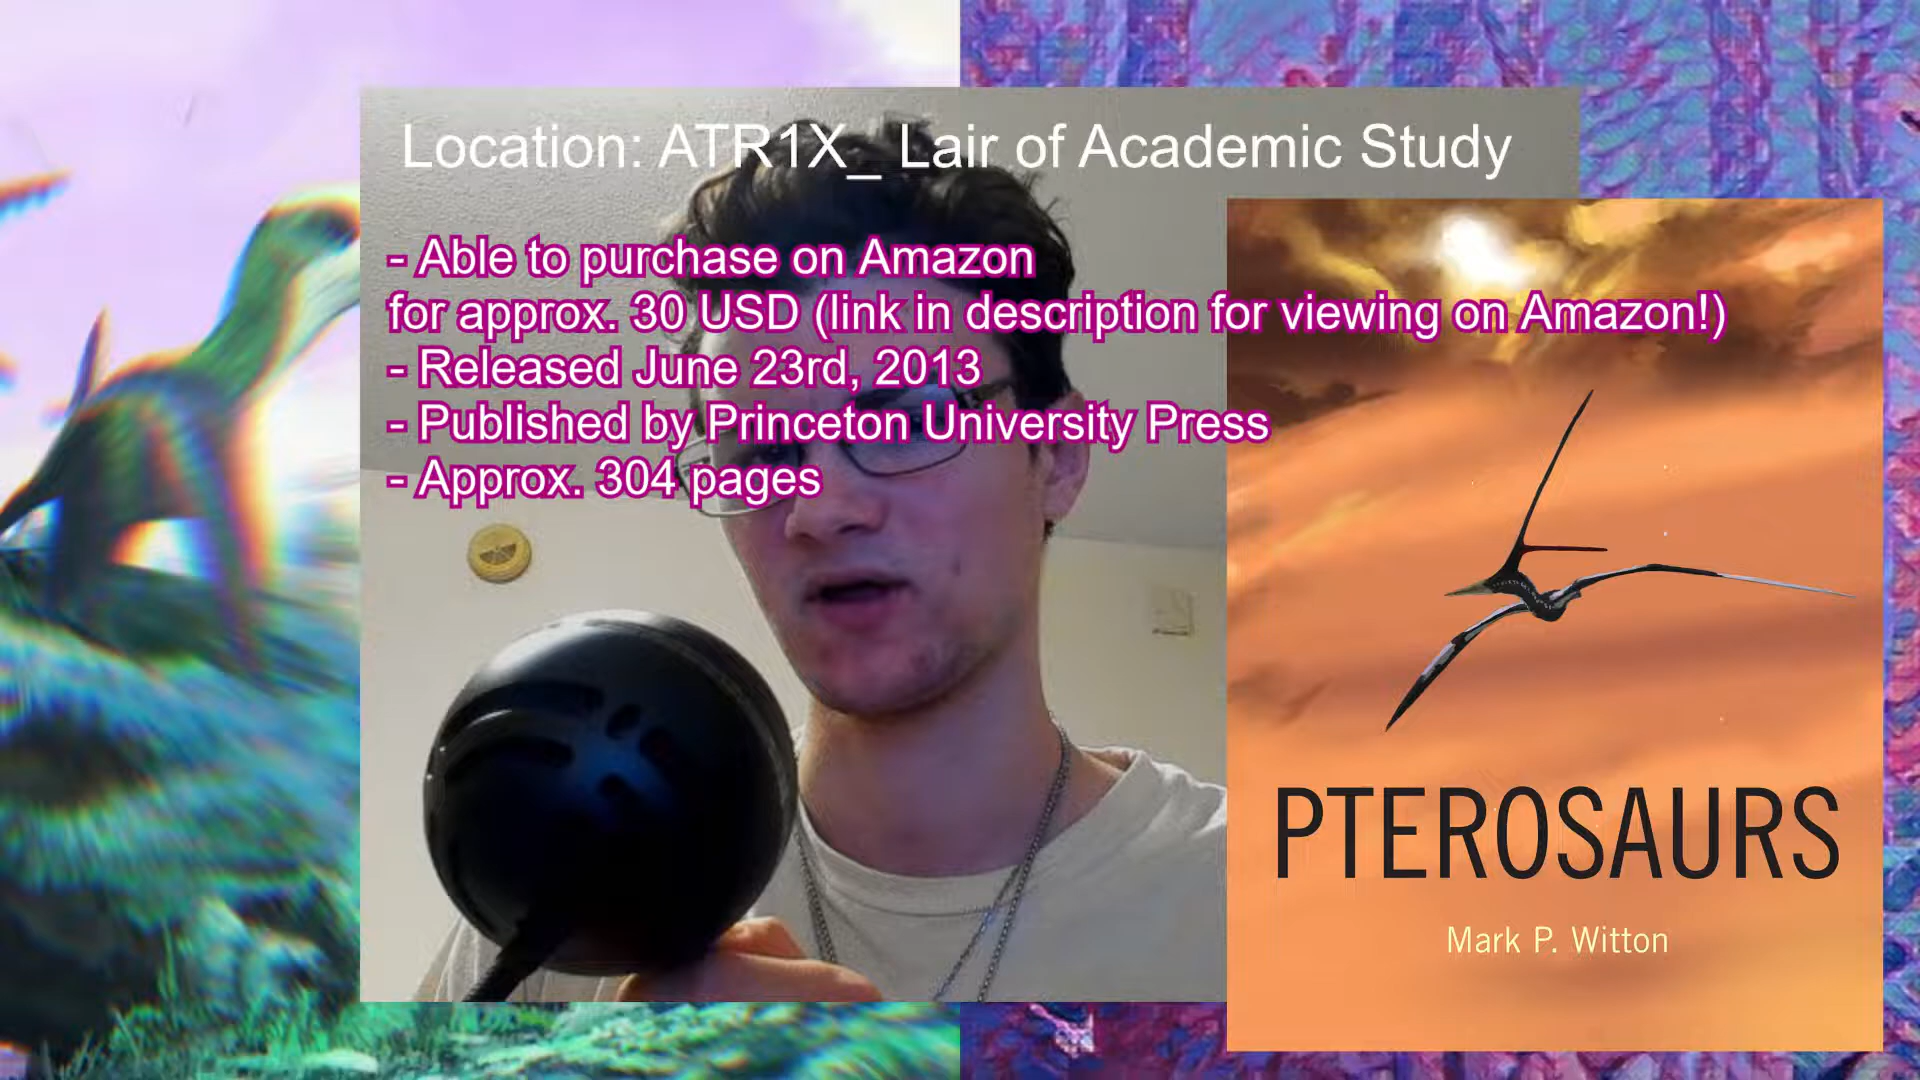 Location: ATR1X_ Lair of Academic Study
- Able to purchase on Amazon
for approx. 30 USD (link in description for viewing on Amazon!)
- Released June 23rd, 2013
- Published by Princeton University Press
- Approx. 304 pages
PTEROSAURS
Mark P. Witton